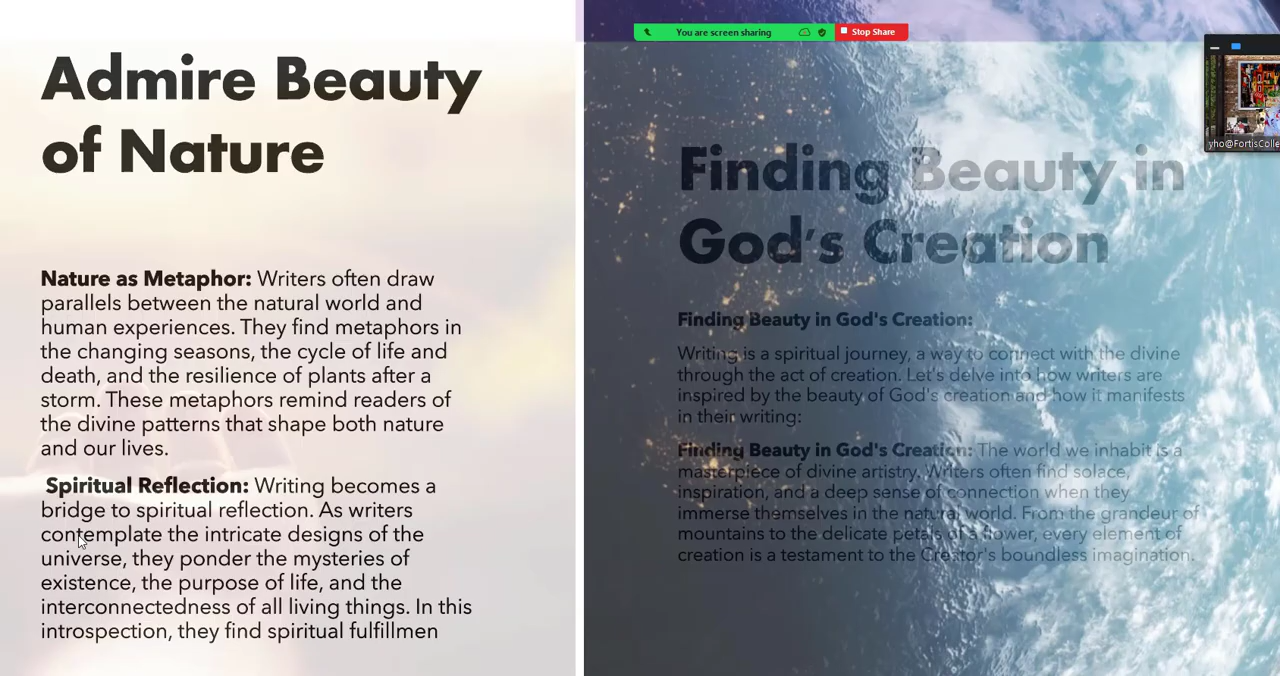 Admire Beauty
of Nature
Nature as Metaphor: Writers often draw
parallels between the natural world and
human experiences. They find metaphors in
the changing seasons, the cycle of life and
death, and the resilience of plants after a
storm. These metaphors remind readers of
the divine patterns that shape both nature
and our lives.
Spiritual Reflection: Writing becomes a
bridge to spiritual reflection. As writers
contemplate the intricate designs of the
universe, they ponder the mysteries of
existence, the purpose of life, and the
interconnectedness of all living things. In this
introspection, they find spiritual fulfillmen
You are screen sharing
Stop Share
yho@FortisColle
Finding Beauty in
God's Creation
Finding Beauty in God's Creation:
Writing is a spiritual journey, a way to connect with the divine
through the act of creation. Let's delve into how writers are
inspired by the beauty of God's creation and how it manifests
in their writing:
Finding Beauty in God's Creation: The world we inhabit is a
masterpiece of divine artistry. Writers often find solace,
inspiration, and a deep sense of connection when they
immerse themselves in the natural world. From the grandeur of
mountains to the delicate petals of a flower, every element of
creation is a testament to the Creator's boundless imagination.